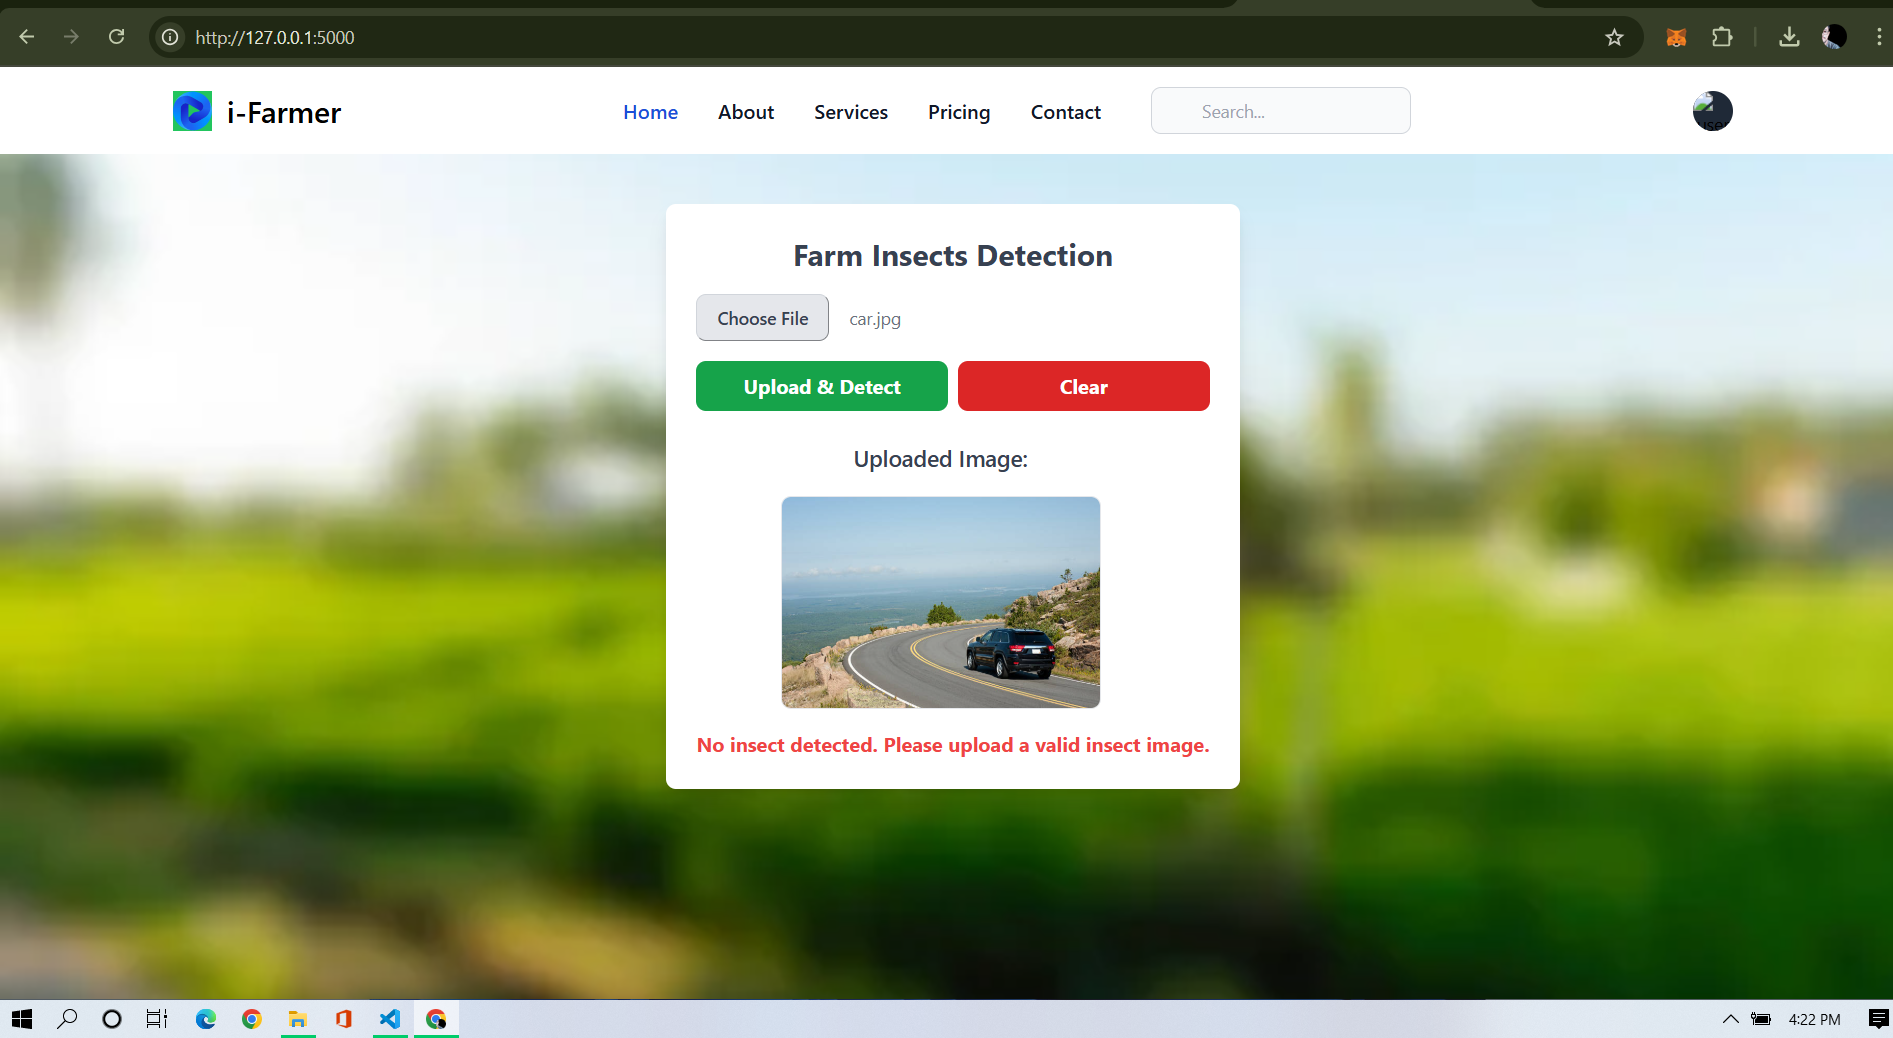 http://127.0.0.1:5000
i-Farmer
Home About Services Pricing Contact Search...
user
Farm Insects Detection
Choose File car.jpg
Upload & Detect Clear
Uploaded Image:
No insect detected. Please upload a valid insect image.
4:22 PM